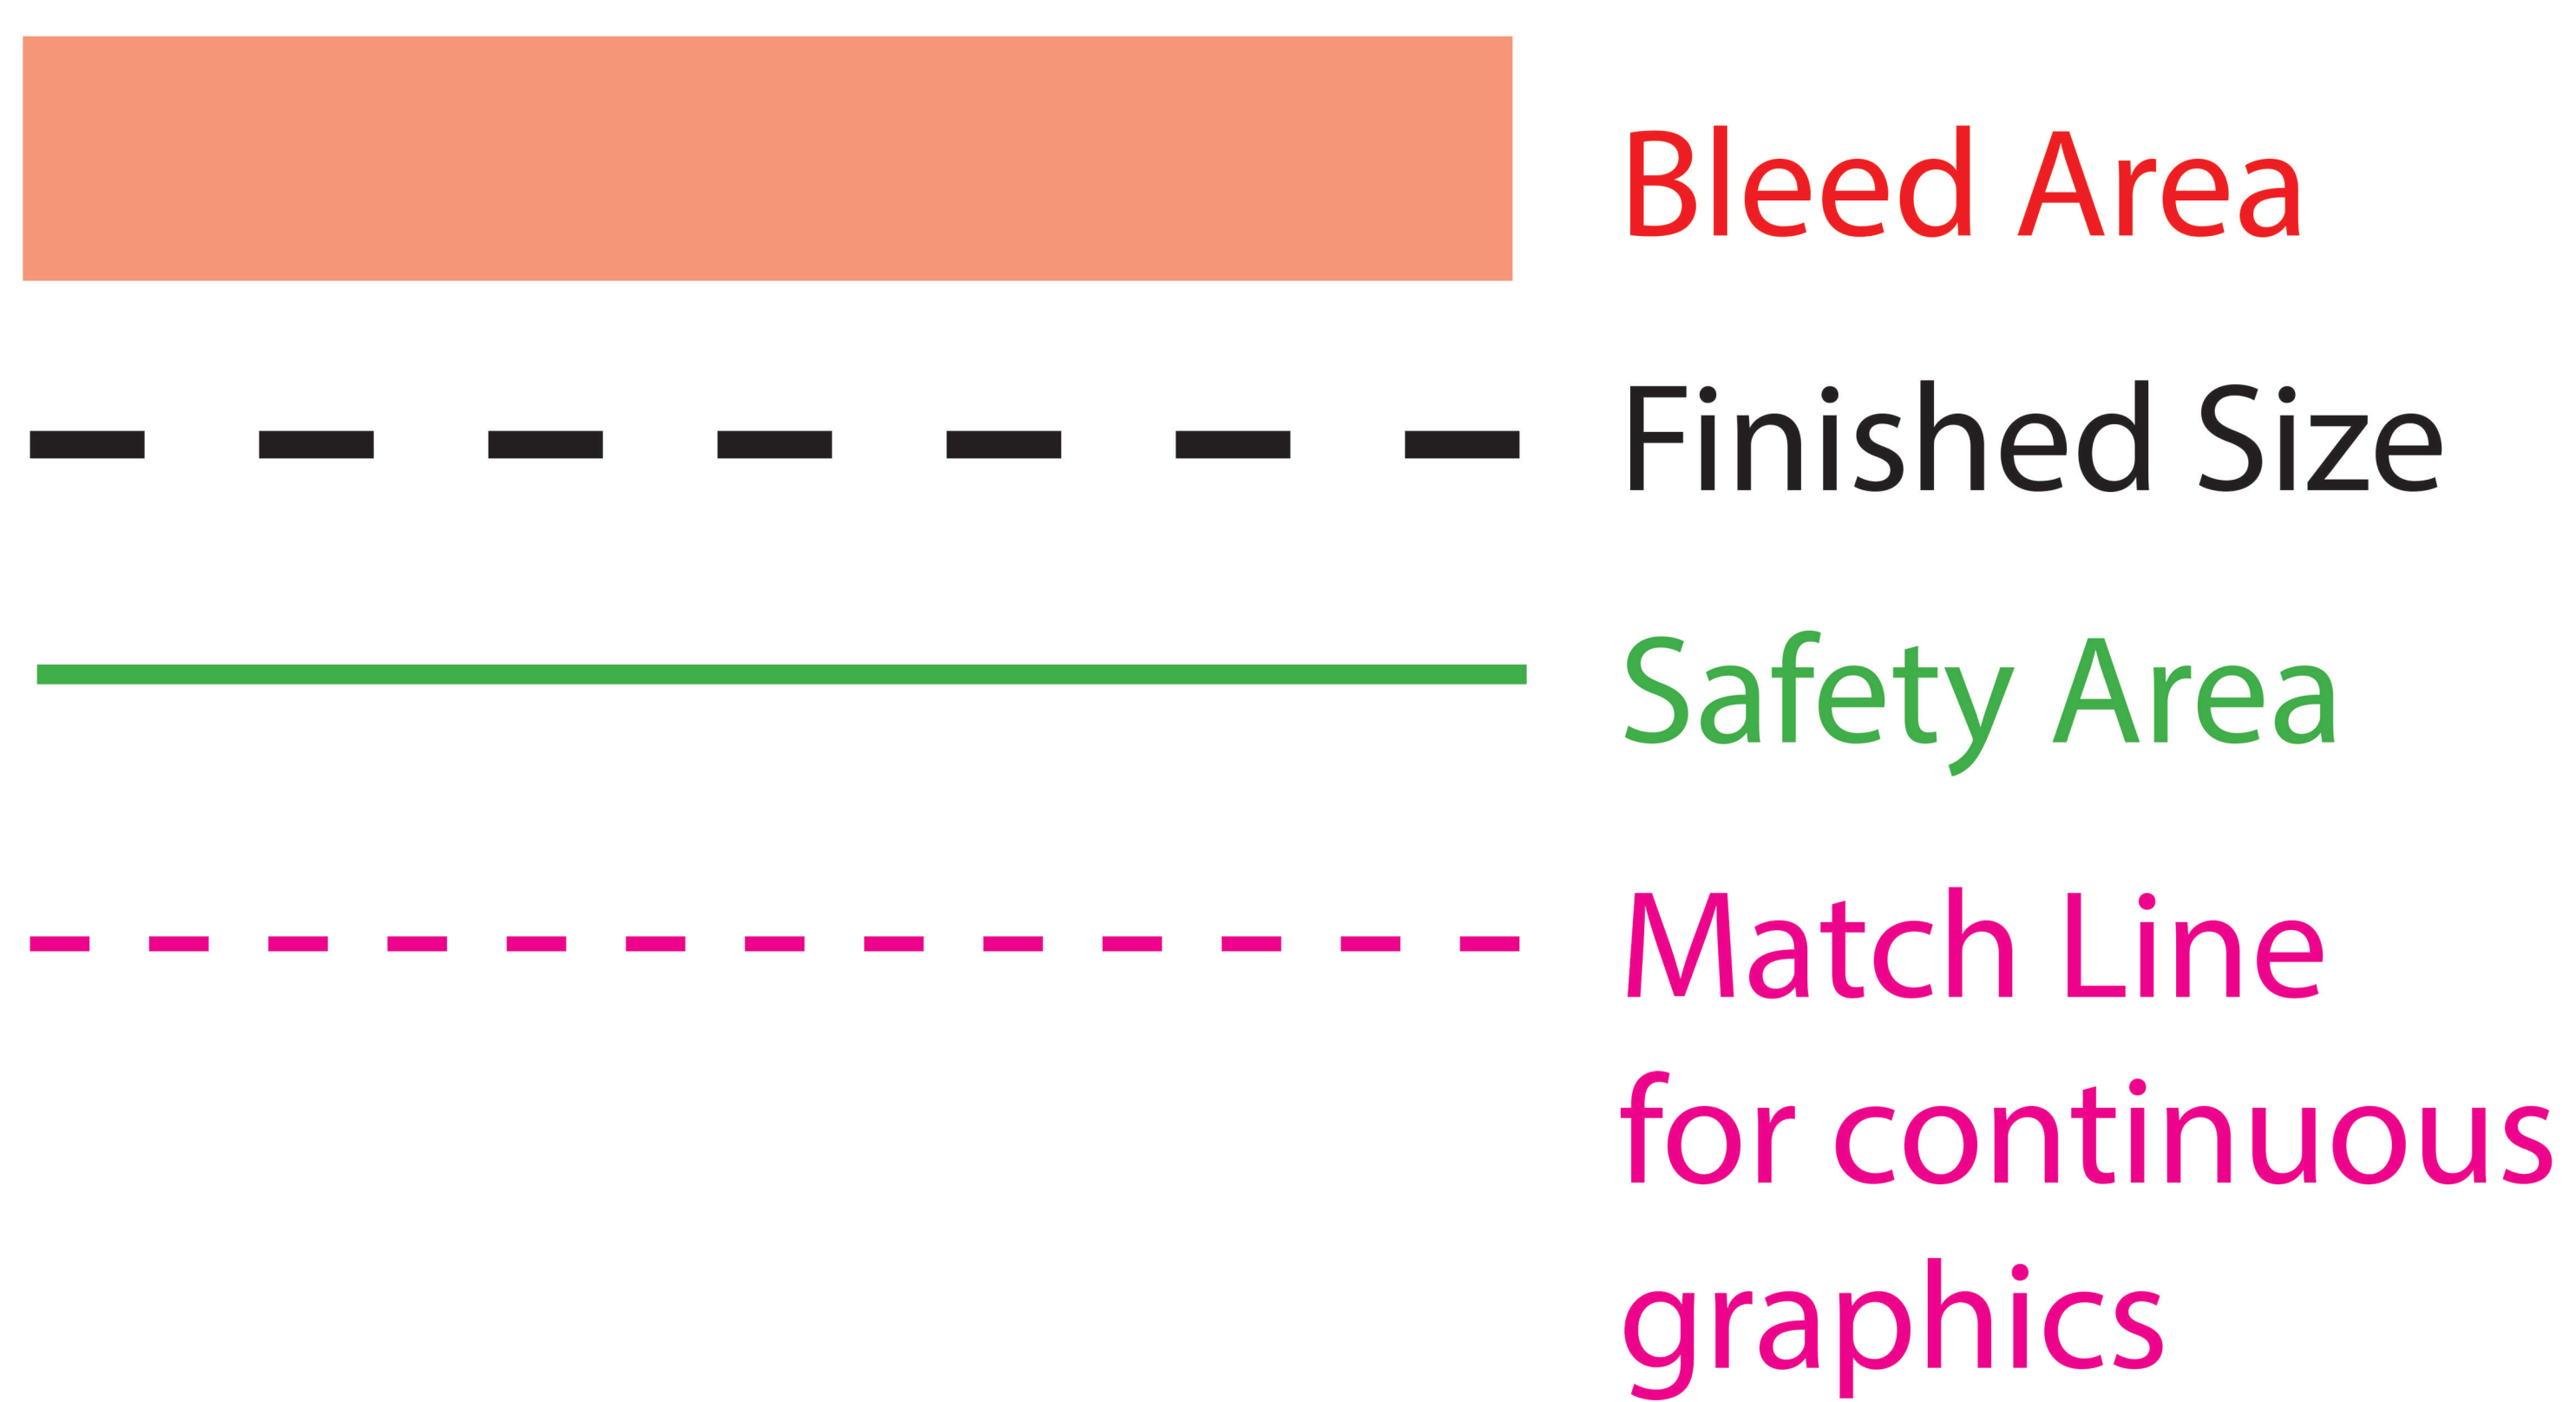 Bleed Area
Finished Size
Safety Area
Match Line
for continuous
graphics